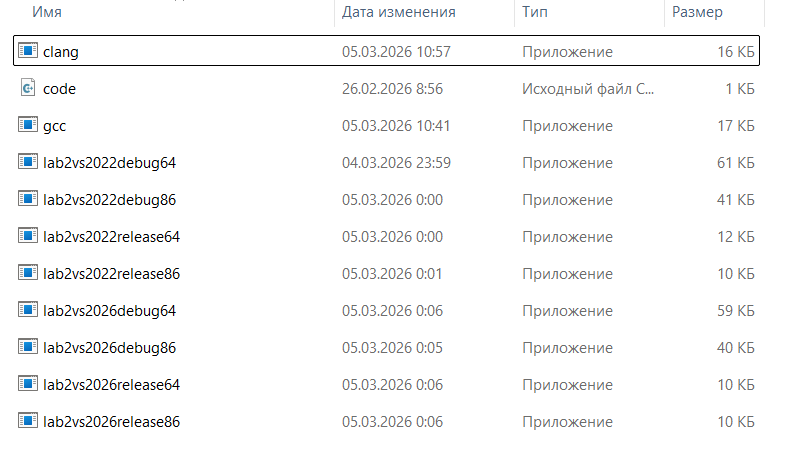 Имя Дата изменения Тип Размер
clang 05.03.2026 10:57 Приложение 16 КБ
code 26.02.2026 8:56 Исходный файл C... 1 КБ
gcc 05.03.2026 10:41 Приложение 17 КБ
lab2vs2022debug64 04.03.2026 23:59 Приложение 61 КБ
lab2vs2022debug86 05.03.2026 0:00 Приложение 41 КБ
lab2vs2022release64 05.03.2026 0:00 Приложение 12 КБ
lab2vs2022release86 05.03.2026 0:01 Приложение 10 КБ
lab2vs2026debug64 05.03.2026 0:06 Приложение 59 КБ
lab2vs2026debug86 05.03.2026 0:05 Приложение 40 КБ
lab2vs2026release64 05.03.2026 0:06 Приложение 10 КБ
lab2vs2026release86 05.03.2026 0:06 Приложение 10 КБ